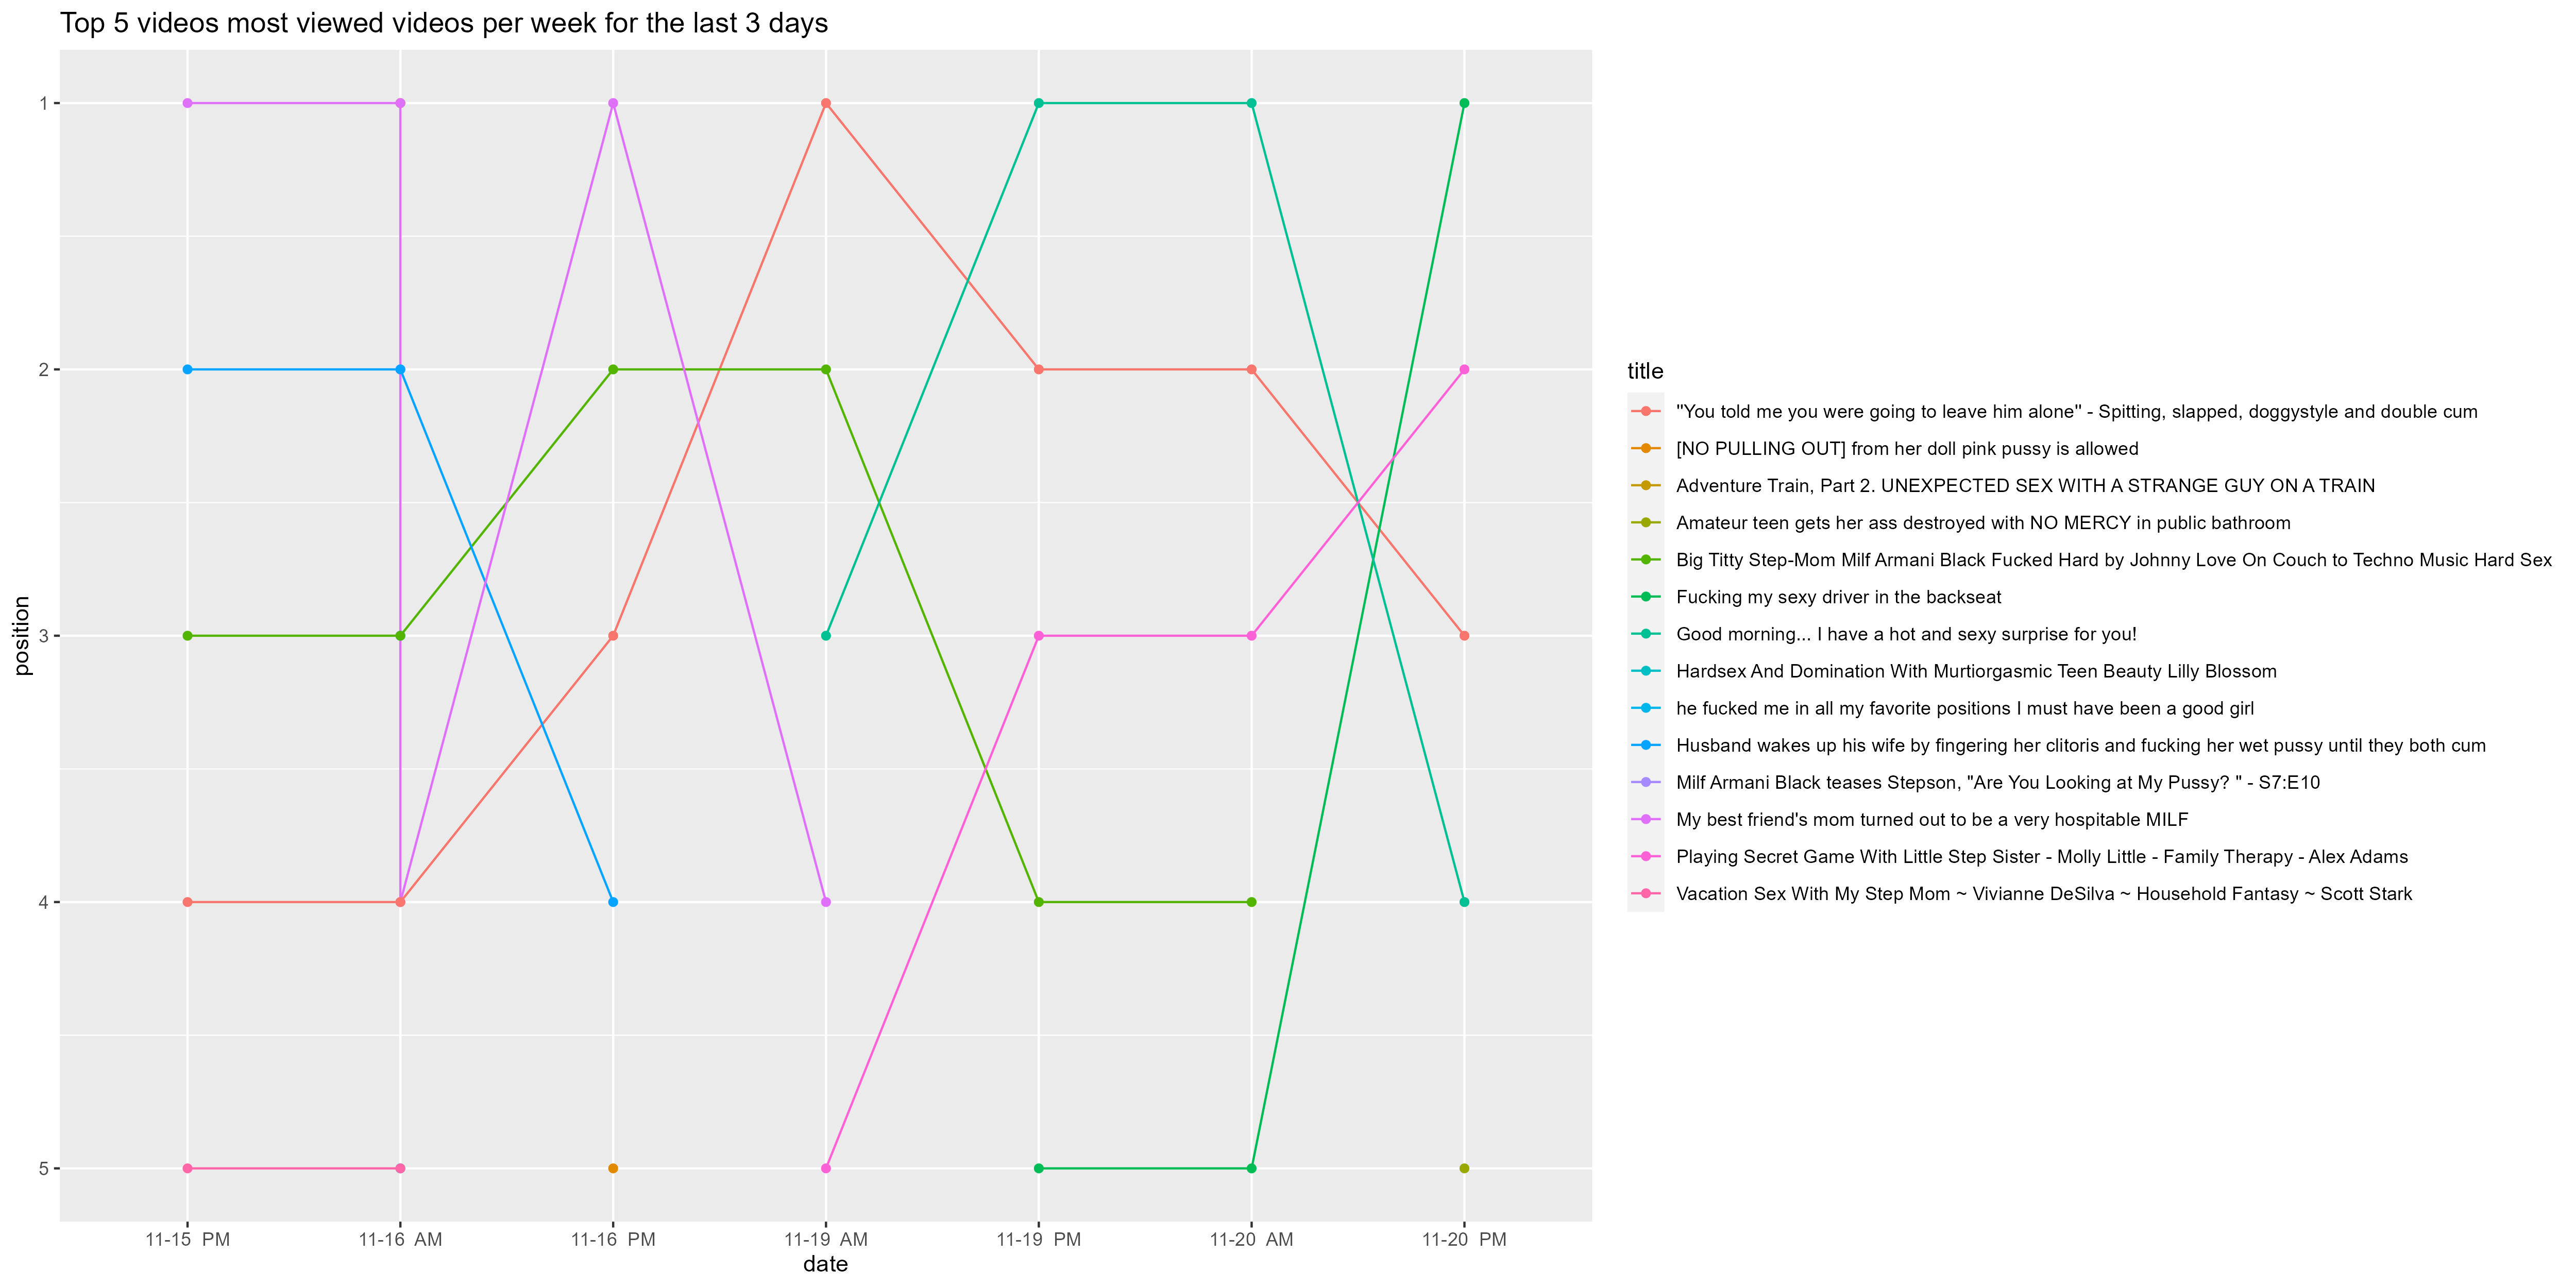 Top 5 videos most viewed videos per week for the last 3 days
position
1
2
3
4
5
11-15 PM
11-16 AM
11-16 PM
11-19 AM
11-19 PM
11-20 AM
11-20 PM
date
title
"You told me you were going to leave him alone" - Spitting, slapped, doggystyle and double cum
[NO PULLING OUT] from her doll pink pussy is allowed
Adventure Train, Part 2. UNEXPECTED SEX WITH A STRANGE GUY ON A TRAIN
Amateur teen gets her ass destroyed with NO MERCY in public bathroom
Big Titty Step-Mom Milf Armani Black Fucked Hard by Johnny Love On Couch to Techno Music Hard Sex
Fucking my sexy driver in the backseat
Good morning... I have a hot and sexy surprise for you!
Hardsex And Domination With Murtiorgasmic Teen Beauty Lilly Blossom
he fucked me in all my favorite positions I must have been a good girl
Husband wakes up his wife by fingering her clitoris and fucking her wet pussy until they both cum
Milf Armani Black teases Stepson, "Are You Looking at My Pussy? " - S7:E10
My best friend's mom turned out to be a very hospitable MILF
Playing Secret Game With Little Step Sister - Molly Little - Family Therapy - Alex Adams
Vacation Sex With My Step Mom ~ Vivianne DeSilva ~ Household Fantasy ~ Scott Stark